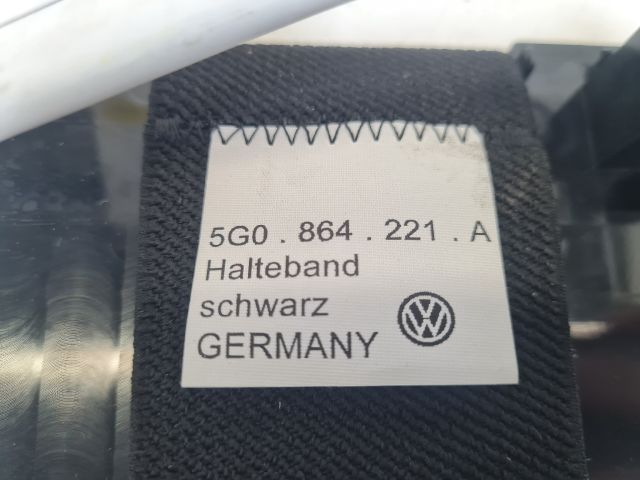 5G0 . 864 . 221 . A
Halteband
schwarz
GERMANY